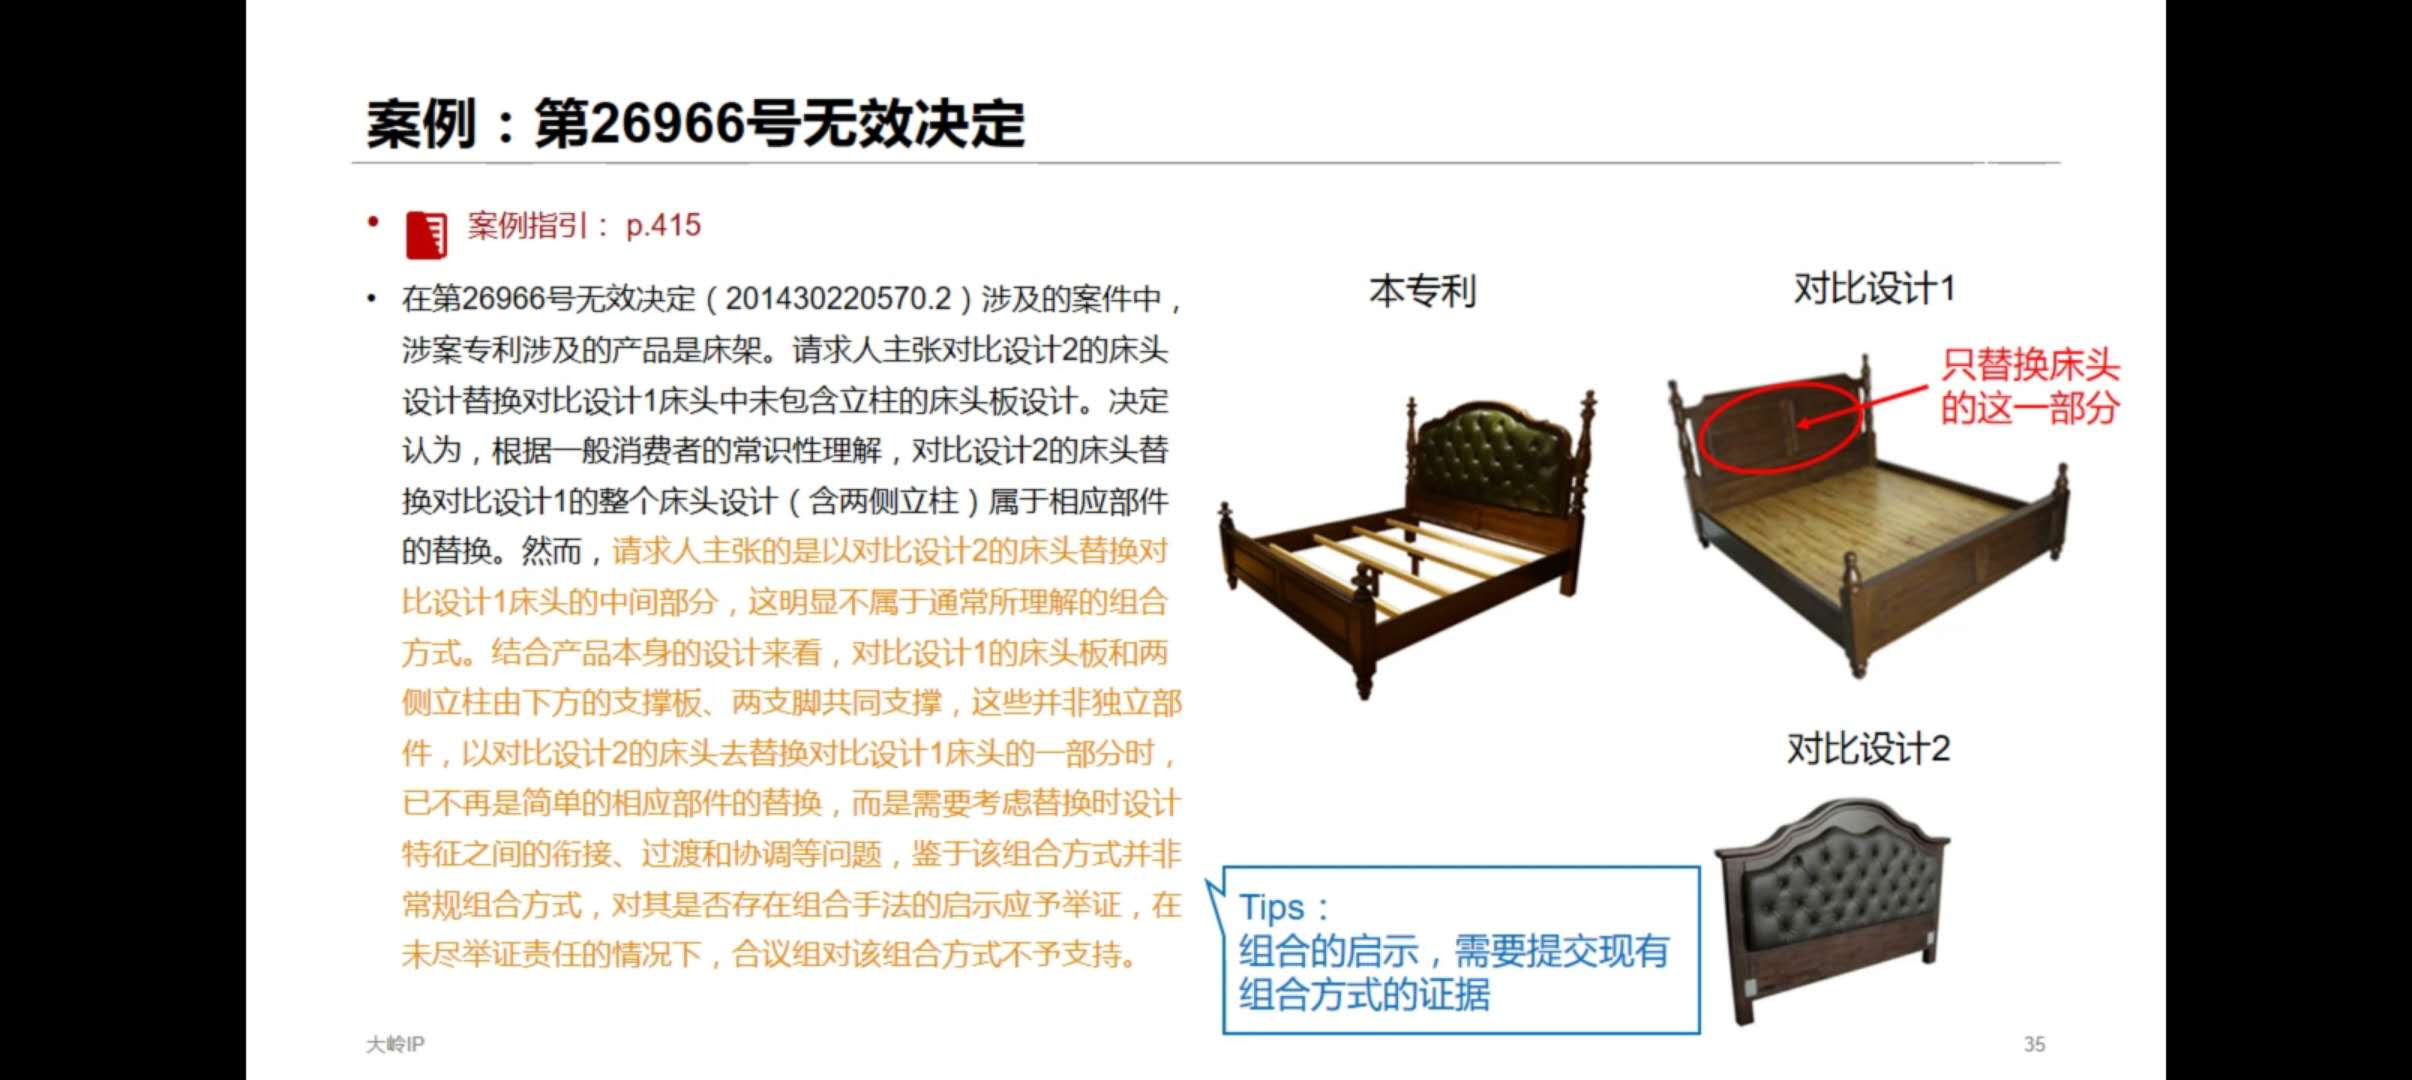 案例：第26966号无效决定
• 案例指引： p.415
• 在第26966号无效决定（201430220570.2）涉及的案件中，
涉案专利涉及的产品是床架。请求人主张对比设计2的床头
设计替换对比设计1床头中未包含立柱的床头板设计。决定
认为，根据一般消费者的常识性理解，对比设计2的床头替
换对比设计1的整个床头设计（含两侧立柱）属于相应部件
的替换。然而，请求人主张的是以对比设计2的床头替换对
比设计1床头的中间部分，这明显不属于通常所理解的组合
方式。结合产品本身的设计来看，对比设计1的床头板和两
侧立柱由下方的支撑板、两支脚共同支撑，这些并非独立部
件，以对比设计2的床头去替换对比设计1床头的一部分时，
已不再是简单的相应部件的替换，而是需要考虑替换时设计
特征之间的衔接、过渡和协调等问题，鉴于该组合方式并非
常规组合方式，对其是否存在组合手法的启示应予举证，在
未尽举证责任的情况下，合议组对该组合方式不予支持。
本专利
对比设计1
只替换床头
的这一部分
对比设计2
Tips：
组合的启示，需要提交现有
组合方式的证据
大岭IP
35